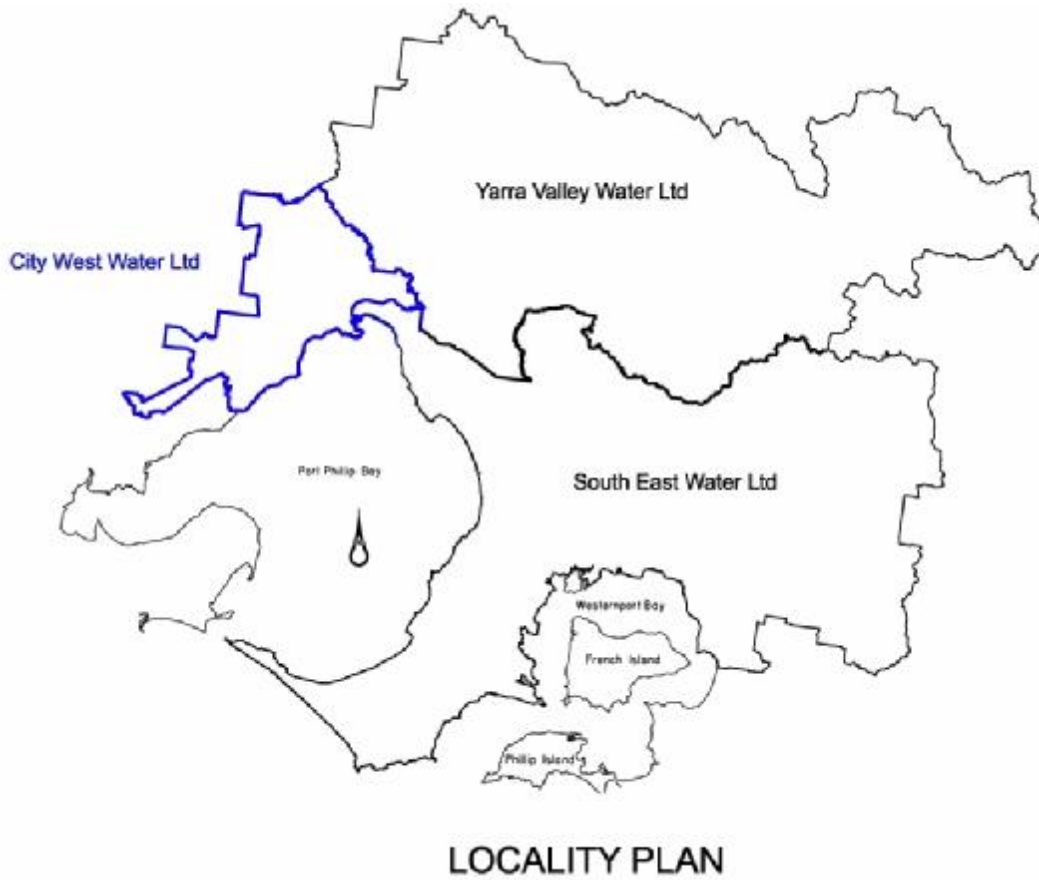 Yarra Valley Water Ltd
City West Water Ltd
Port Phillip Bay
South East Water Ltd
Westernport Bay
French Island
Phillip Island
LOCALITY PLAN